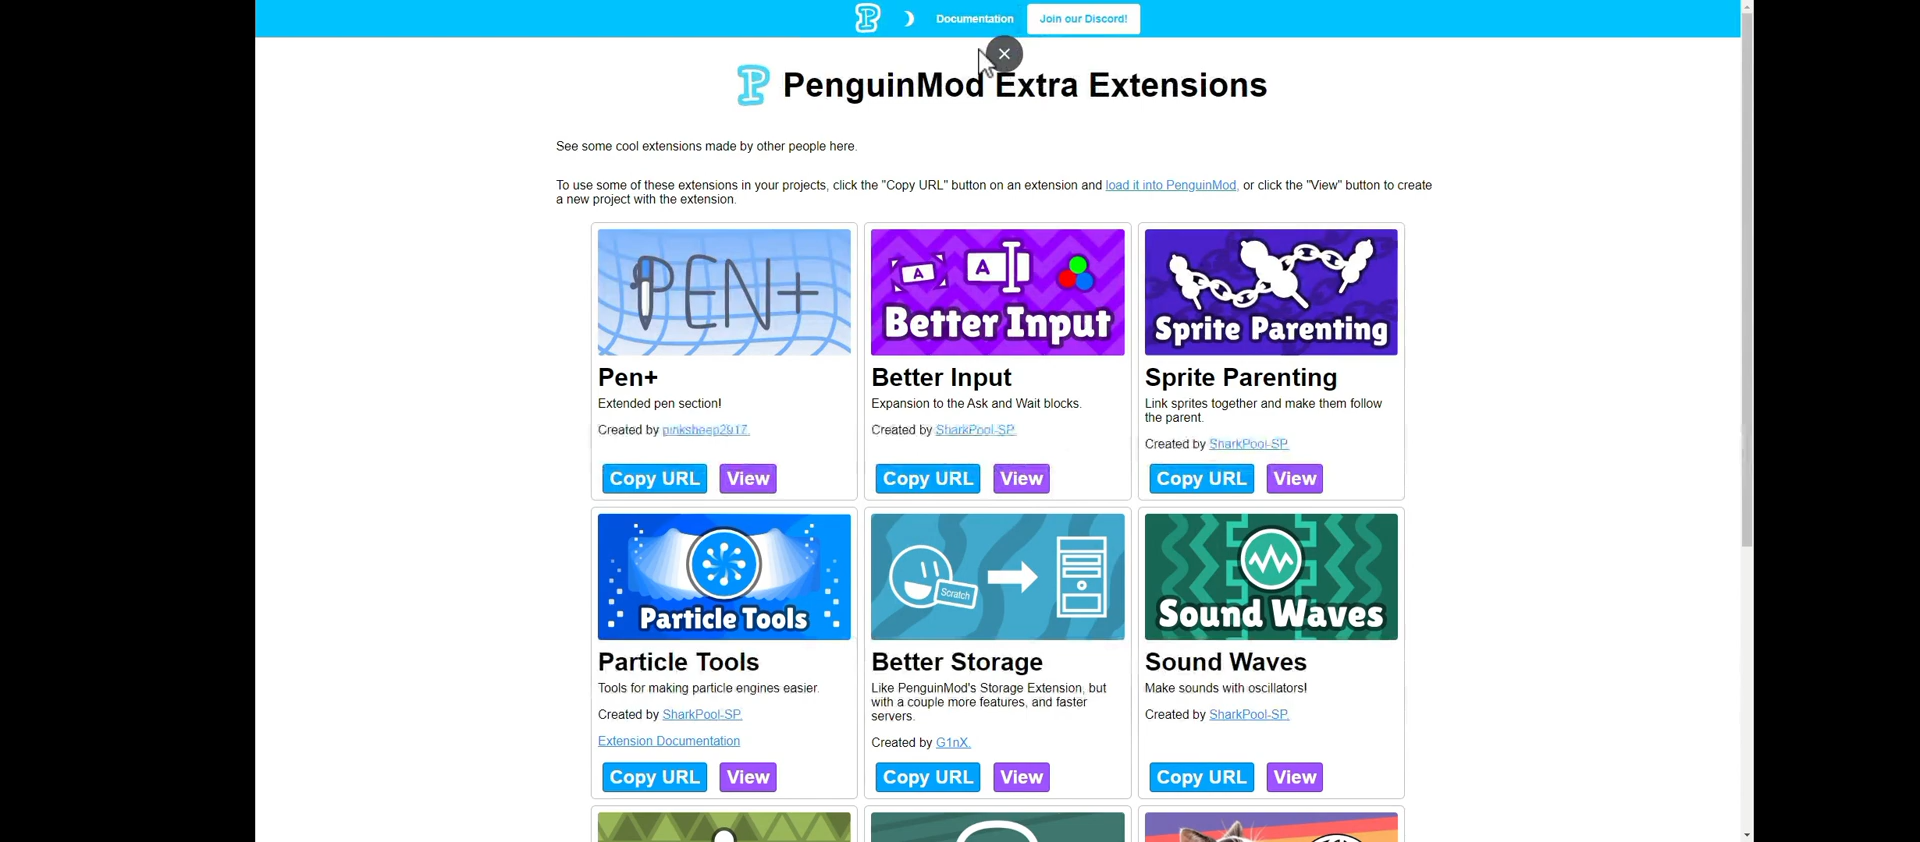 P
Documentation
Join our Discord!
P PenguinMod Extra Extensions
See some cool extensions made by other people here.
To use some of these extensions in your projects, click the "Copy URL" button on an extension and load it into PenguinMod, or click the "View" button to create
a new project with the extension.
PEN+
A
A
Better Input
Sprite Parenting
Pen+
Extended pen section!
Created by pinksheep2917.
Copy URL
View
Better Input
Expansion to the Ask and Wait blocks.
Created by SharkPool-SP.
Copy URL
View
Sprite Parenting
Link sprites together and make them follow
the parent.
Created by SharkPool-SP.
Copy URL
View
Particle Tools
Scratch
Sound Waves
Particle Tools
Tools for making particle engines easier.
Created by SharkPool-SP.
Extension Documentation
Copy URL
View
Better Storage
Like PenguinMod's Storage Extension, but
with a couple more features, and faster
servers.
Created by G1nX.
Copy URL
View
Sound Waves
Make sounds with oscillators!
Created by SharkPool-SP.
Copy URL
View